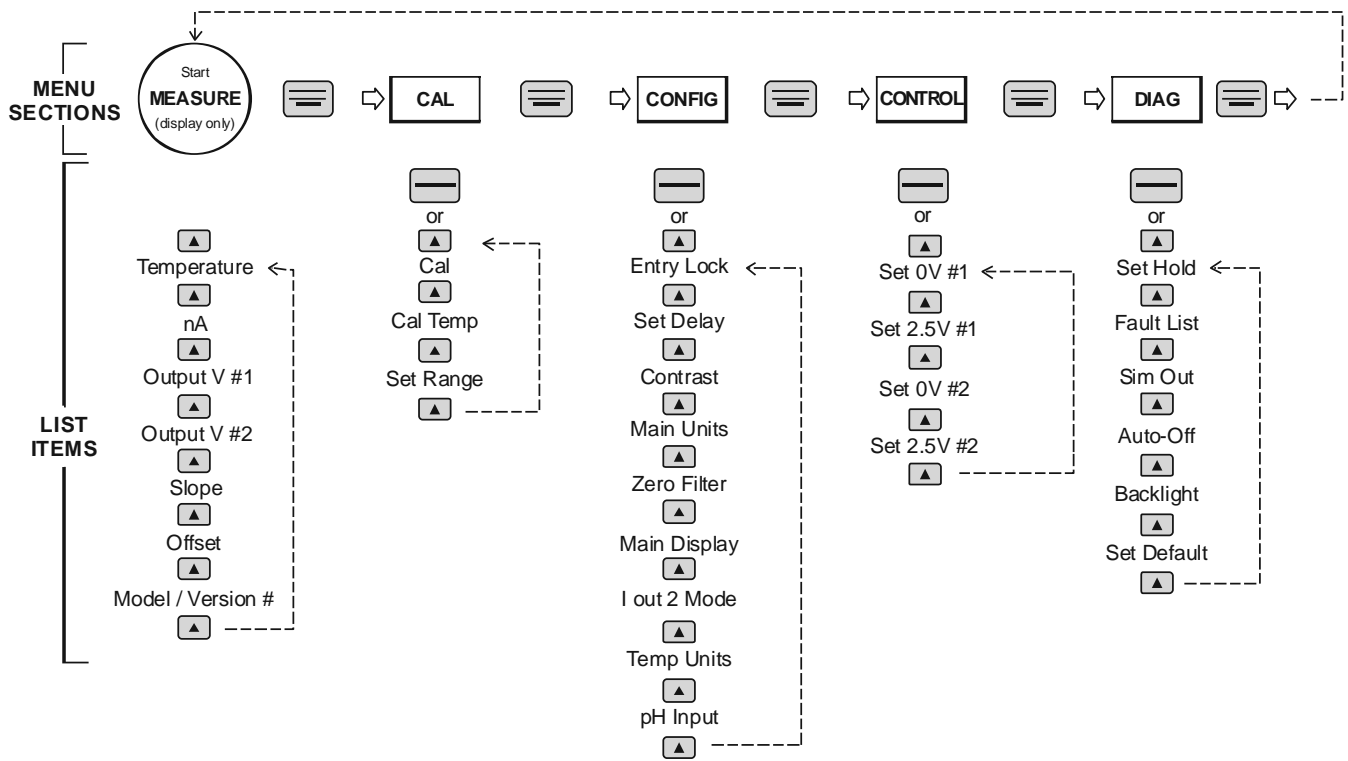 MENU
SECTIONS
Start
MEASURE
(display only)
CAL
CONFIG
CONTROL
DIAG
LIST
ITEMS
Temperature
nA
Output V #1
Output V #2
Slope
Offset
Model / Version #
or
Cal
Cal Temp
Set Range
or
Entry Lock
Set Delay
Contrast
Main Units
Zero Filter
Main Display
I out 2 Mode
Temp Units
pH Input
or
Set 0V #1
Set 2.5V #1
Set 0V #2
Set 2.5V #2
or
Set Hold
Fault List
Sim Out
Auto-Off
Backlight
Set Default